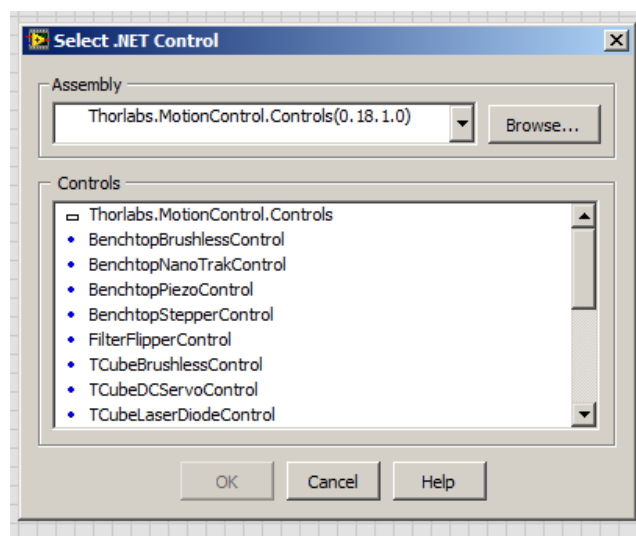 Select .NET Control
Assembly
Thorlabs.MotionControl.Controls(0.18.1.0)
Browse...
Controls
Thorlabs.MotionControl.Controls
BenchtopBrushlessControl
BenchtopNanoTrakControl
BenchtopPiezoControl
BenchtopStepperControl
FilterFlipperControl
TCubeBrushlessControl
TCubeDCServoControl
TCubeLaserDiodeControl
OK
Cancel
Help